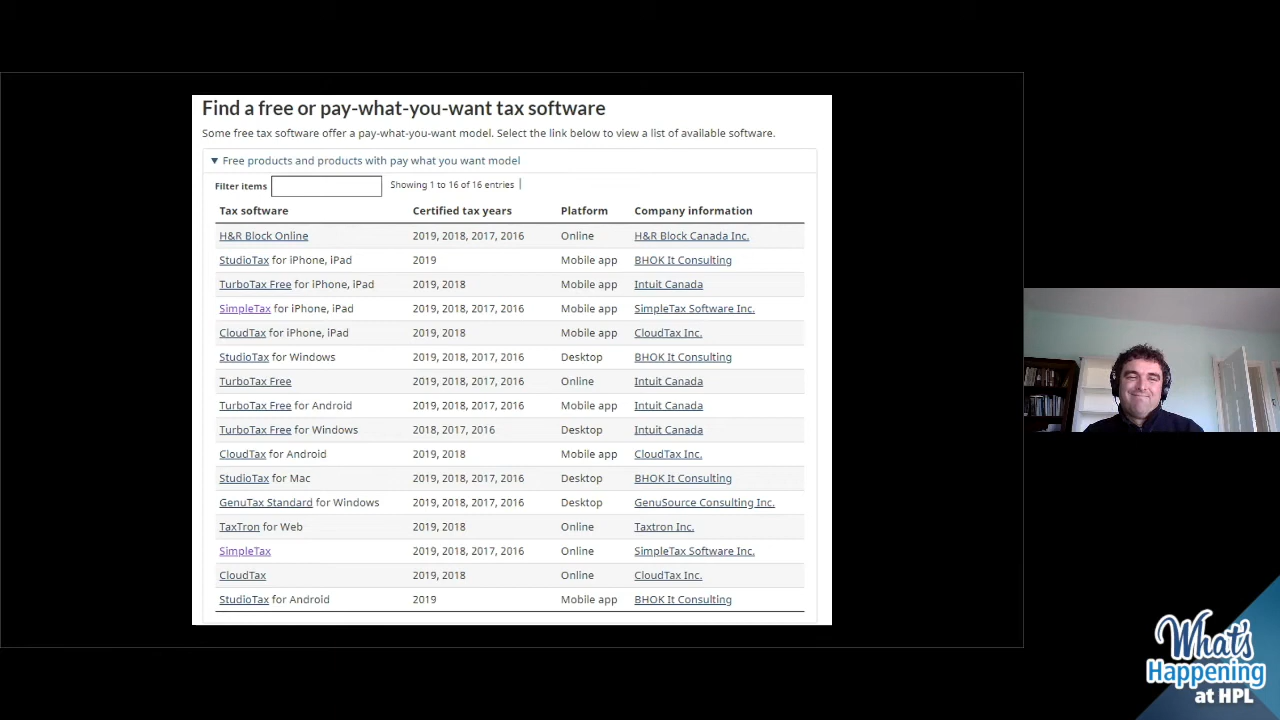 Find a free or pay-what-you-want tax software
Some free tax software offer a pay-what-you-want model. Select the link below to view a list of available software.
▼ Free products and products with pay what you want model
Filter items Showing 1 to 16 of 16 entries |
Tax software Certified tax years Platform Company information
H&R Block Online 2019, 2018, 2017, 2016 Online H&R Block Canada Inc.
StudioTax for iPhone, iPad 2019 Mobile app BHOK It Consulting
TurboTax Free for iPhone, iPad 2019, 2018 Mobile app Intuit Canada
SimpleTax for iPhone, iPad 2019, 2018, 2017, 2016 Mobile app SimpleTax Software Inc.
CloudTax for iPhone, iPad 2019, 2018 Mobile app CloudTax Inc.
StudioTax for Windows 2019, 2018, 2017, 2016 Desktop BHOK It Consulting
TurboTax Free 2019, 2018, 2017, 2016 Online Intuit Canada
TurboTax Free for Android 2019, 2018, 2017, 2016 Mobile app Intuit Canada
TurboTax Free for Windows 2018, 2017, 2016 Desktop Intuit Canada
CloudTax for Android 2019, 2018 Mobile app CloudTax Inc.
StudioTax for Mac 2019, 2018, 2017, 2016 Desktop BHOK It Consulting
GenuTax Standard for Windows 2019, 2018, 2017, 2016 Desktop GenuSource Consulting Inc.
TaxTron for Web 2019, 2018 Online Taxtron Inc.
SimpleTax 2019, 2018, 2017, 2016 Online SimpleTax Software Inc.
CloudTax 2019, 2018 Online CloudTax Inc.
StudioTax for Android 2019 Mobile app BHOK It Consulting
What's
Happening
at HPL